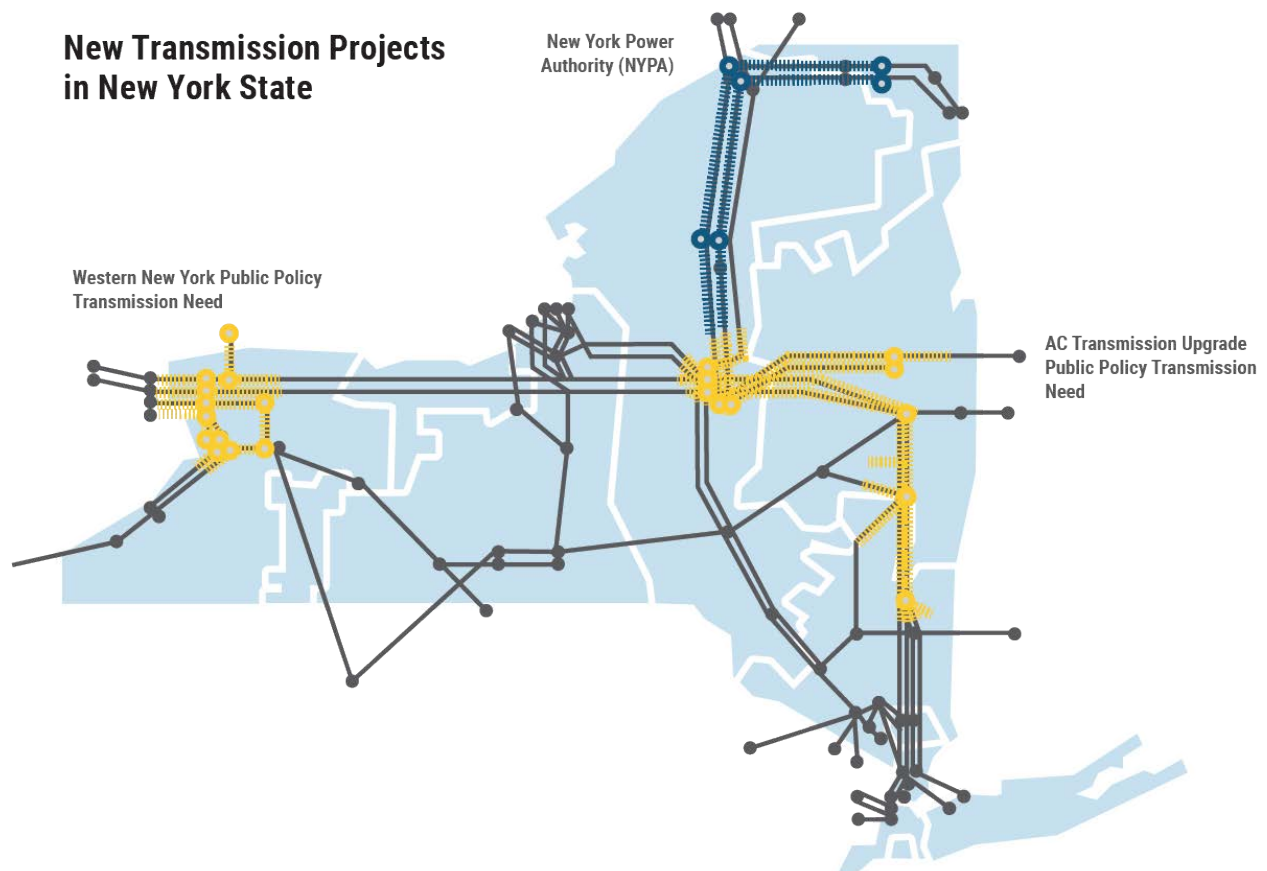 New Transmission Projects
in New York State
New York Power
Authority (NYPA)
Western New York Public Policy
Transmission Need
AC Transmission Upgrade
Public Policy Transmission
Need